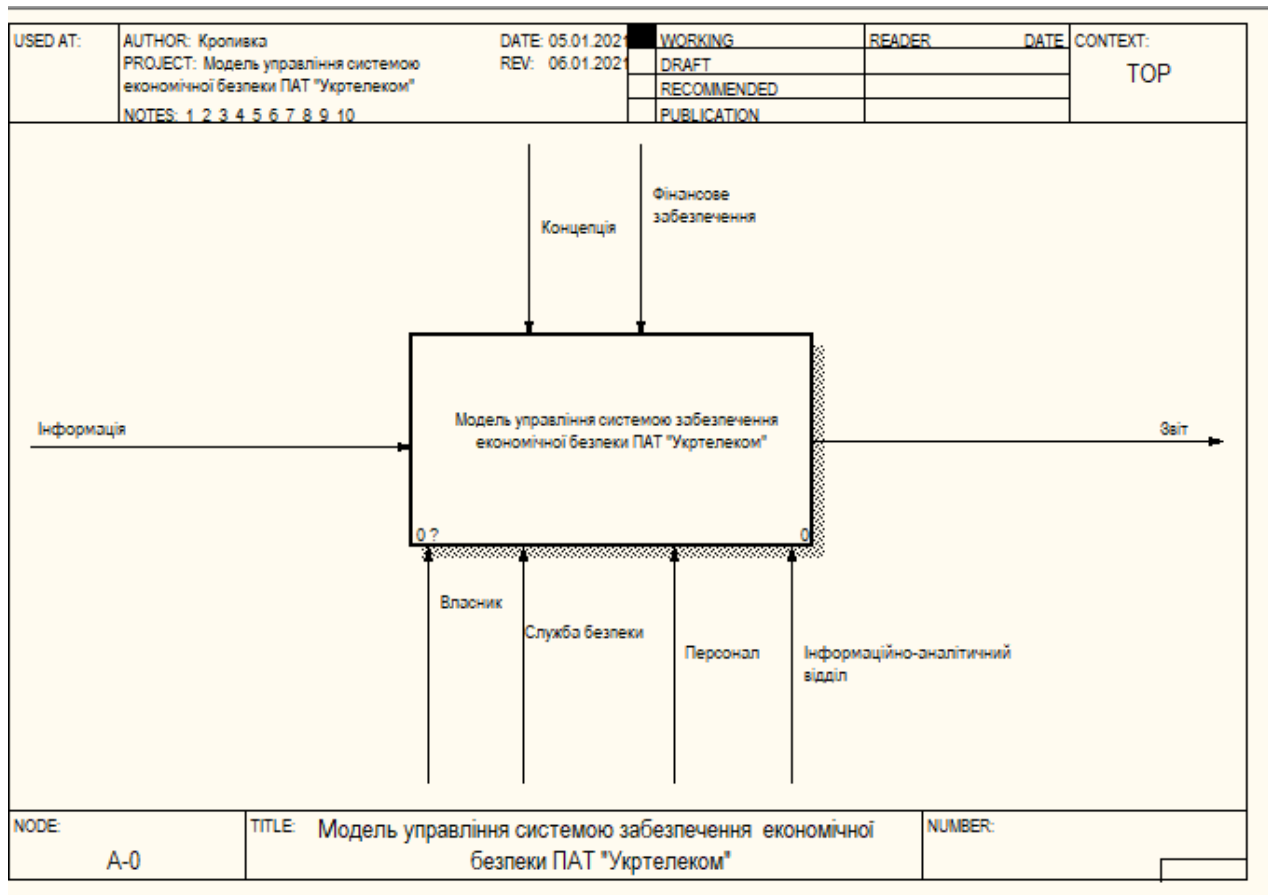 USED AT:
AUTHOR: Кропивка
DATE: 05.01.2021
PROJECT: Модель управління системою
REV: 06.01.2021
економічної безпеки ПАТ "Укртелеком"
NOTES: 1 2 3 4 5 6 7 8 9 10
WORKING
DRAFT
RECOMMENDED
PUBLICATION
READER
DATE
CONTEXT:
TOP
Фінансове
забезпечення
Концепція
Інформація
Модель управління системою забезпечення
економічної безпеки ПАТ "Укртелеком"
Звіт
0 ?
0
Власник
Служба безпеки
Персонал
Інформаційно-аналітичний
відділ
NODE:
A-0
TITLE:
Модель управління системою забезпечення економічної
безпеки ПАТ "Укртелеком"
NUMBER: